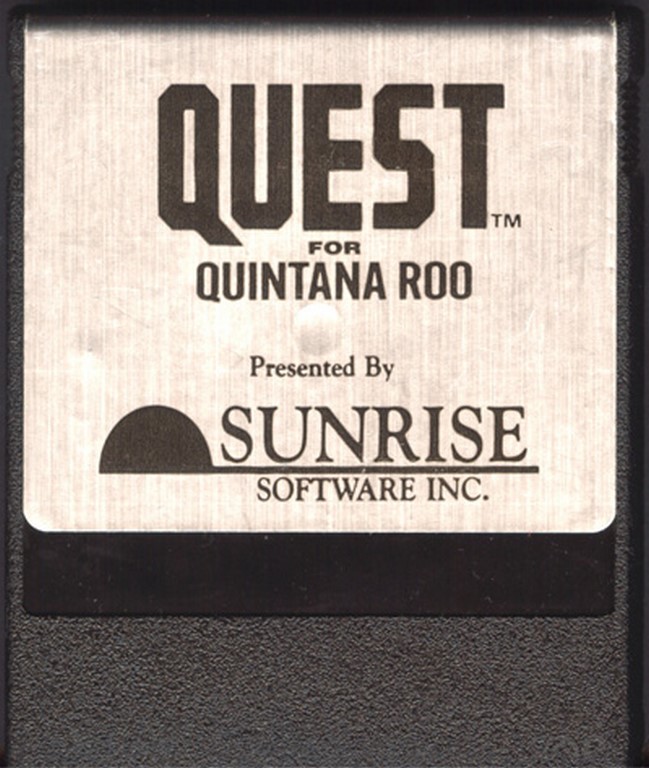 QUEST™
FOR
QUINTANA ROO
Presented By
SUNRISE
SOFTWARE INC.